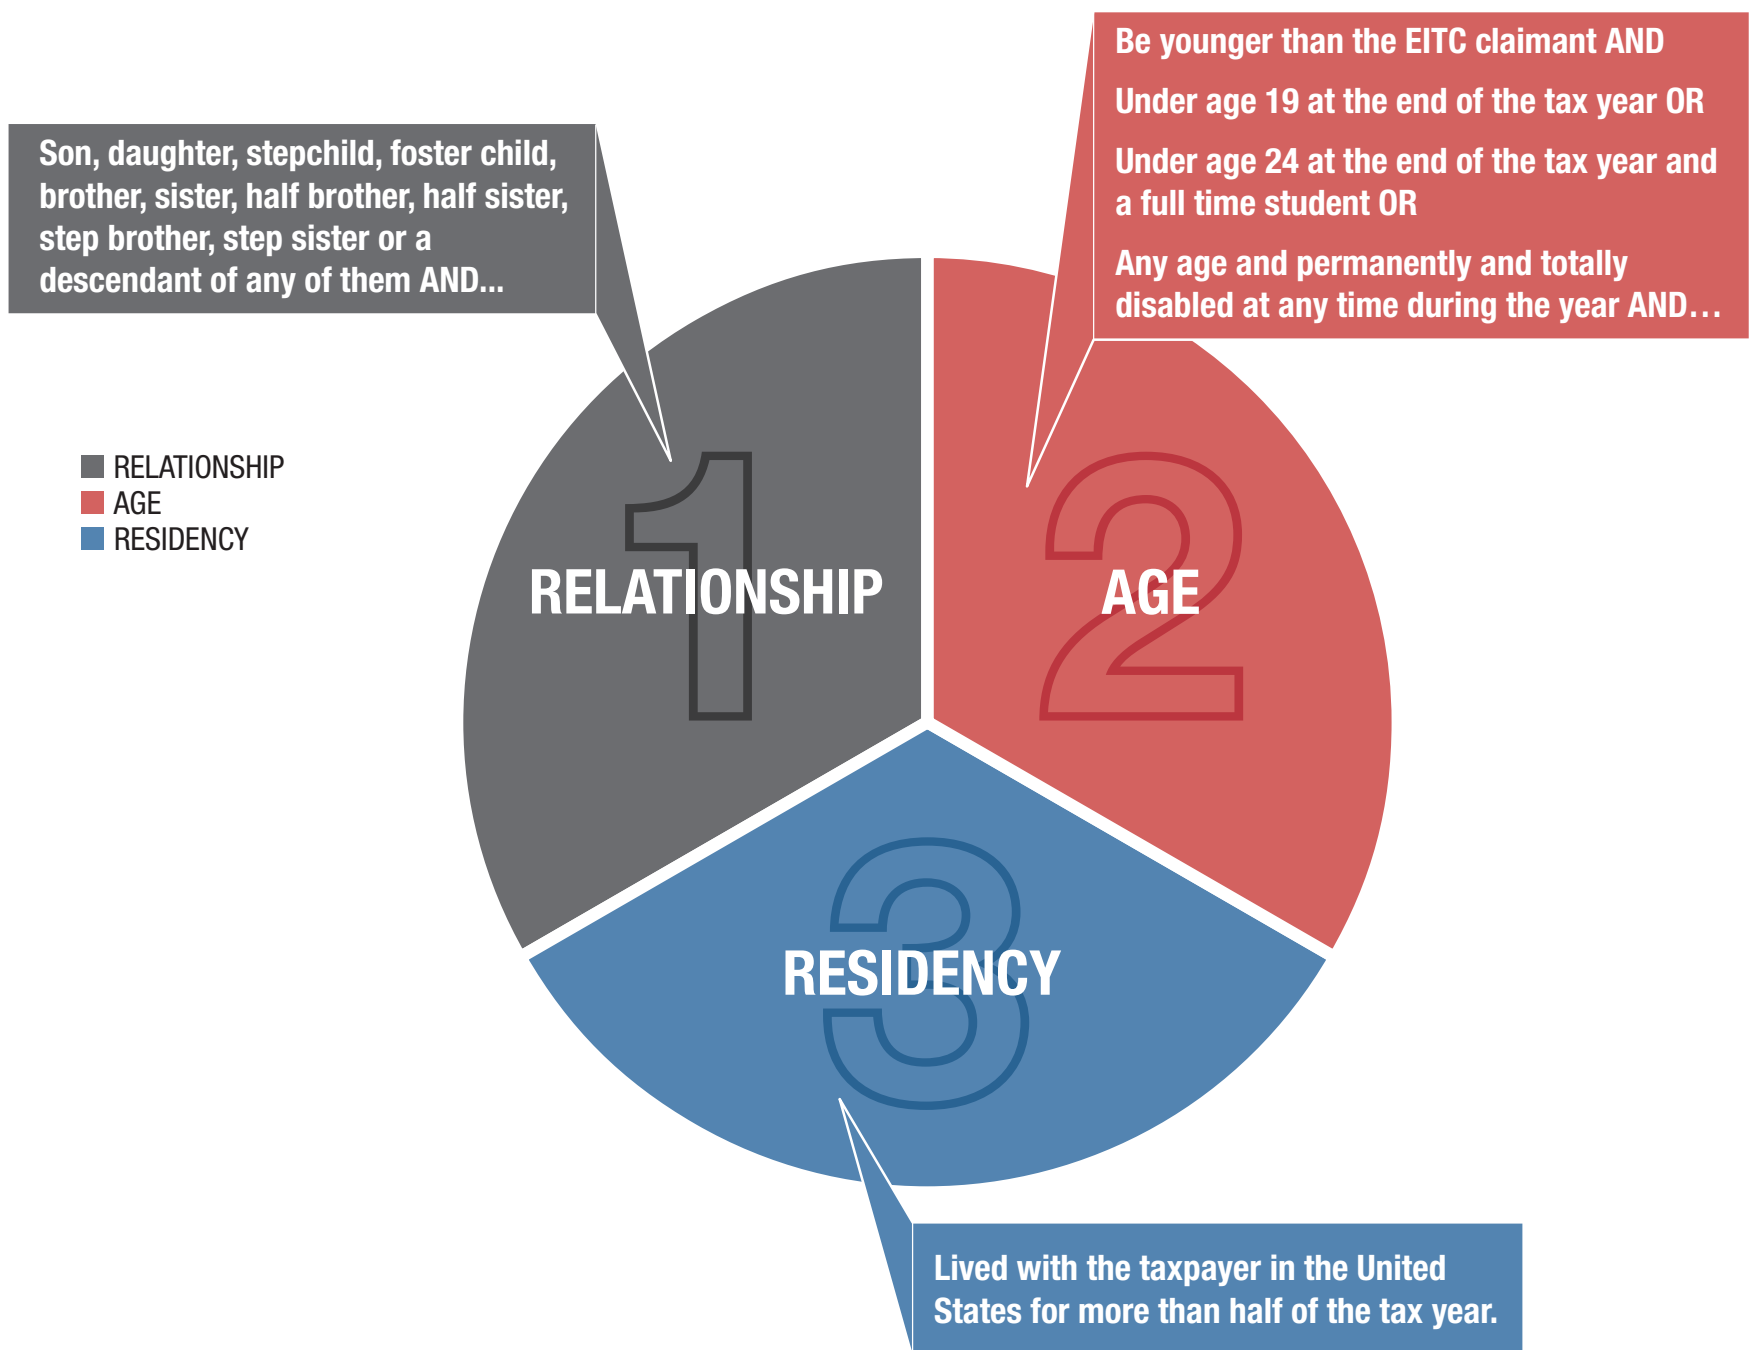 Son, daughter, stepchild, foster child,
brother, sister, half brother, half sister,
step brother, step sister or a
descendant of any of them AND...
Be younger than the EITC claimant AND
Under age 19 at the end of the tax year OR
Under age 24 at the end of the tax year and
a full time student OR
Any age and permanently and totally
disabled at any time during the year AND…
RELATIONSHIP
AGE
RESIDENCY
1
RELATIONSHIP
2
AGE
3
RESIDENCY
Lived with the taxpayer in the United
States for more than half of the tax year.